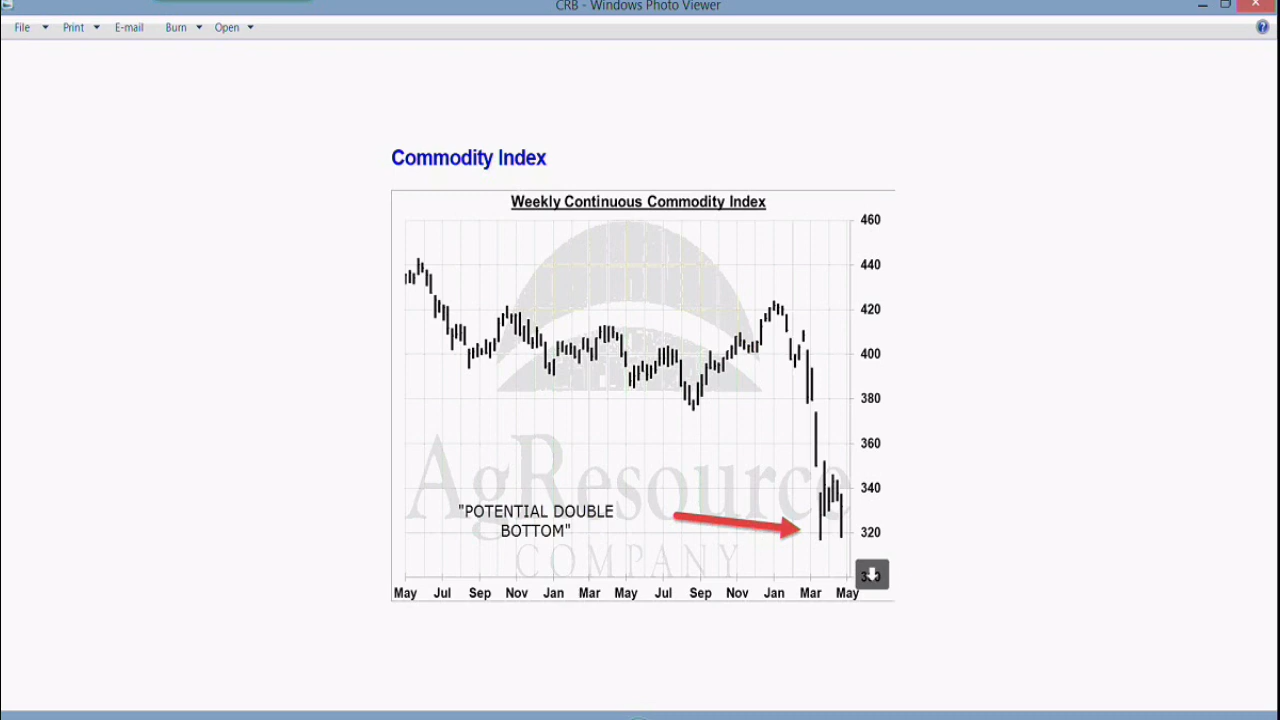 CRB - Windows Photo Viewer
File Print E-mail Burn Open
Commodity Index
Weekly Continuous Commodity Index
460
440
420
400
380
360
340
320
AgResource
COMPANY
"POTENTIAL DOUBLE
BOTTOM"
May Jul Sep Nov Jan Mar May Jul Sep Nov Jan Mar May